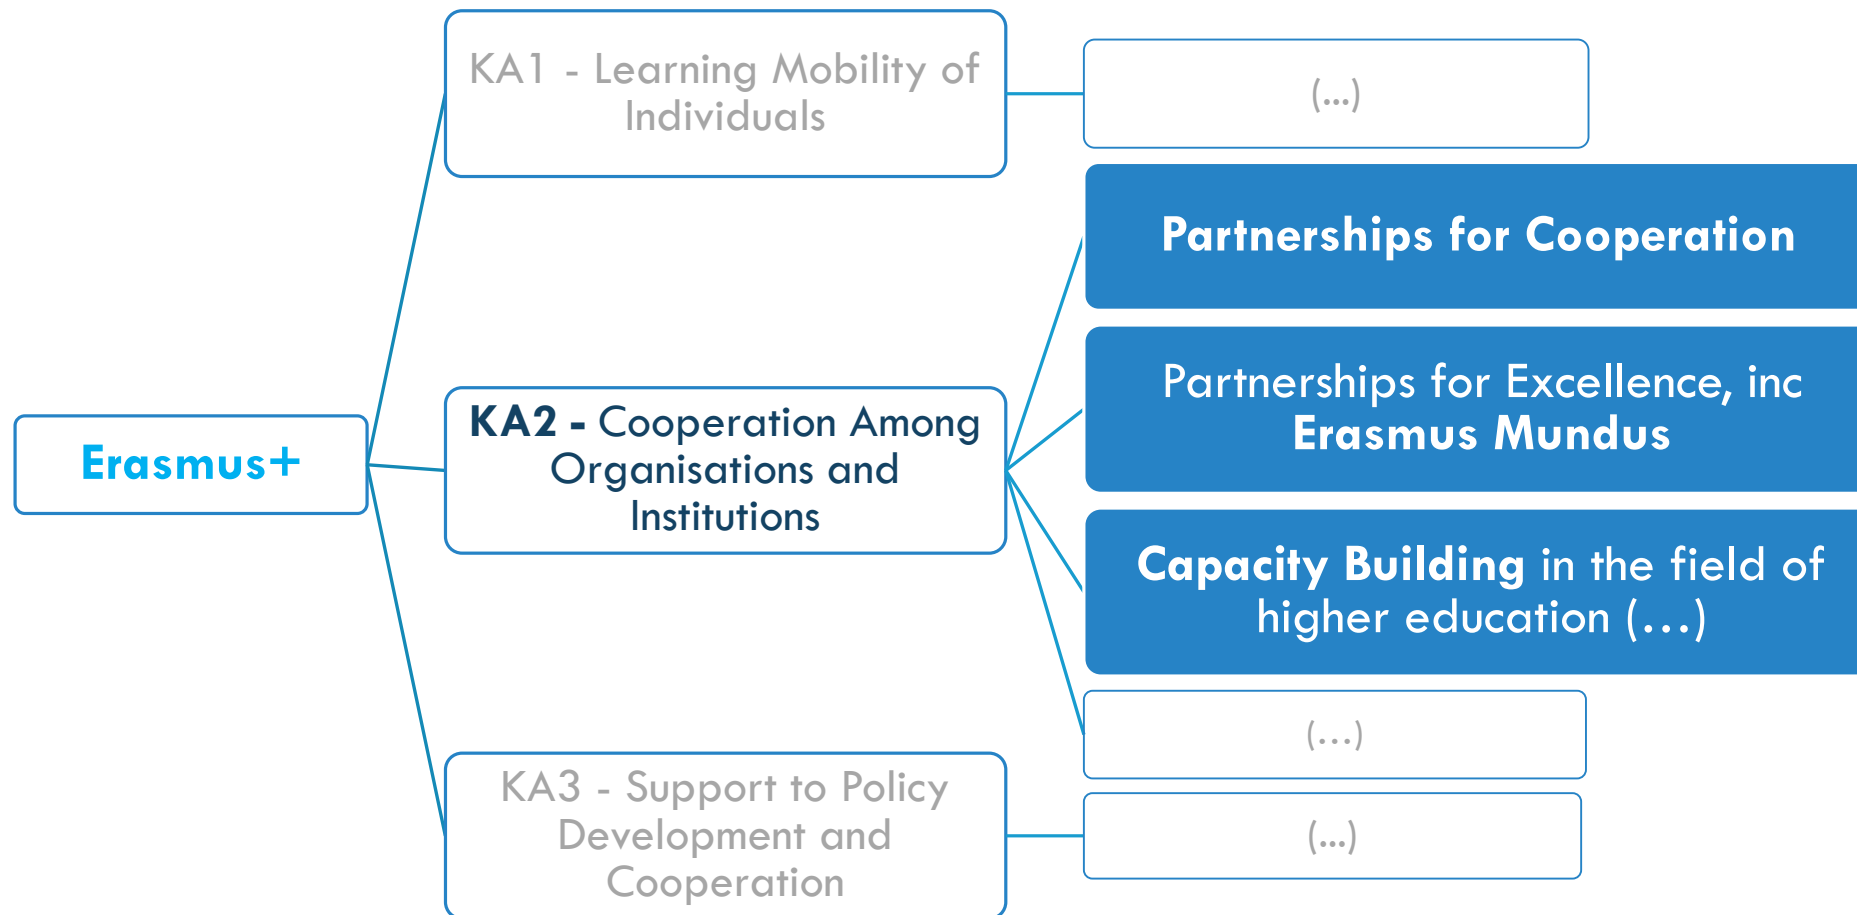 KA1 - Learning Mobility of
Individuals
(...)
Partnerships for Cooperation
Partnerships for Excellence, inc
Erasmus Mundus
Erasmus+
KA2 - Cooperation Among
Organisations and
Institutions
Capacity Building in the field of
higher education (...)
(...)
KA3 - Support to Policy
Development and
Cooperation
(...)